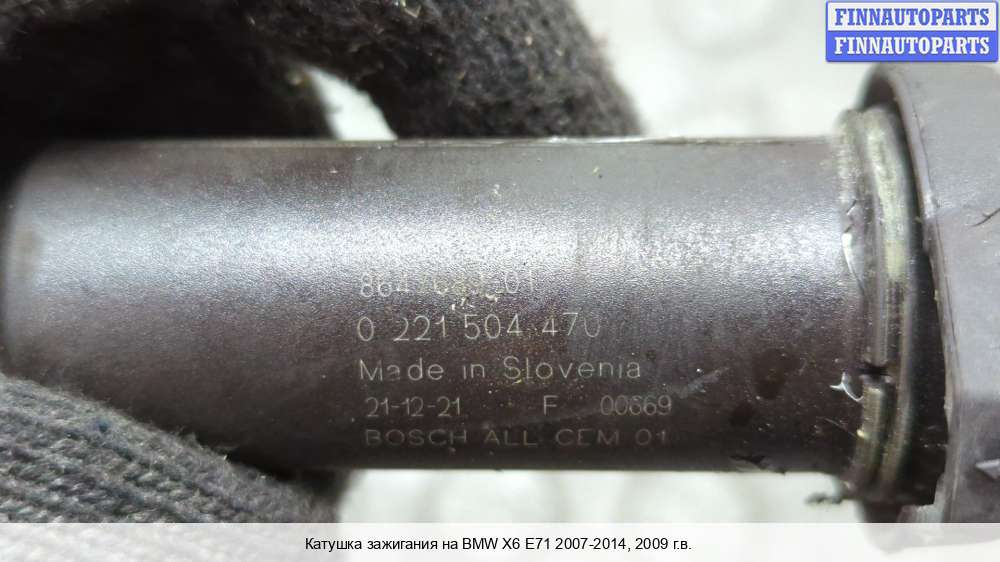 FINNAUTOPARTS
FINNAUTOPARTS
0 221 504 470
Made in Slovenia
21-12-21 F 00669
BOSCH ALL CEM 01
Катушка зажигания на BMW X6 E71 2007-2014, 2009 г.в.